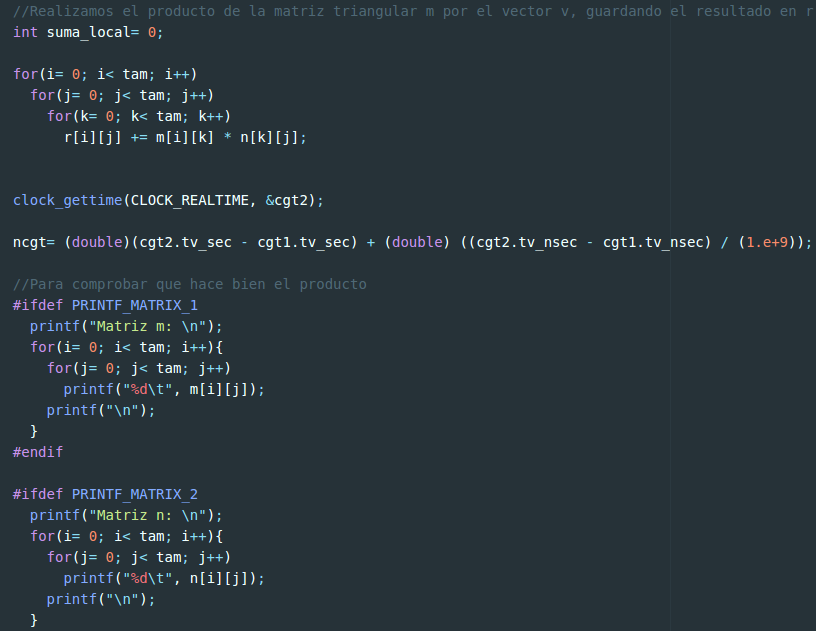 //Realizamos el producto de la matriz triangular m por el vector v, guardando el resultado en r
int suma_local= 0;
for(i= 0; i< tam; i++)
for(j= 0; j< tam; j++)
for(k= 0; k< tam; k++)
r[i][j] += m[i][k] * n[k][j];
clock_gettime(CLOCK_REALTIME, &cgt2);
ncgt= (double)(cgt2.tv_sec - cgt1.tv_sec) + (double) ((cgt2.tv_nsec - cgt1.tv_nsec) / (1.e+9));
//Para comprobar que hace bien el producto
#ifdef PRINTF_MATRIX_1
printf("Matriz m: \n");
for(i= 0; i< tam; i++){
for(j= 0; j< tam; j++)
printf("%d\t", m[i][j]);
printf("\n");
}
#endif
#ifdef PRINTF_MATRIX_2
printf("Matriz n: \n");
for(i= 0; i< tam; i++){
for(j= 0; j< tam; j++)
printf("%d\t", n[i][j]);
printf("\n");
}